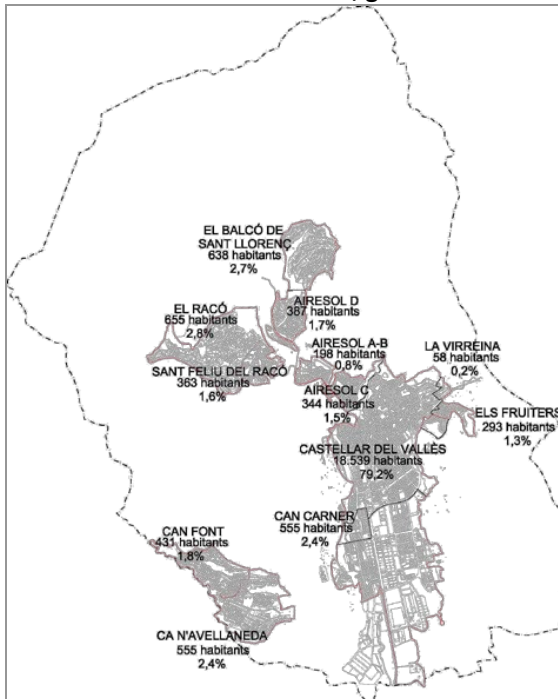 EL BALCÓ DE
SANT LLORENÇ
638 habitants
2,7%
AIRESOL D
387 habitants
1,7%
EL RACÓ
655 habitants
2,8%
AIRESOL A-B
198 habitants
0,8%
LA VIRREINA
58 habitants
0,2%
SANT FELIU DEL RACÓ
363 habitants
1,6%
AIRESOL C
344 habitants
1,5%
ELS FRUITERS
293 habitants
1,3%
CASTELLAR DEL VALLÈS
18.539 habitants
79,2%
CAN CARNER
555 habitants
2,4%
CAN FONT
431 habitants
1,8%
CA N'AVELLANEDA
555 habitants
2,4%